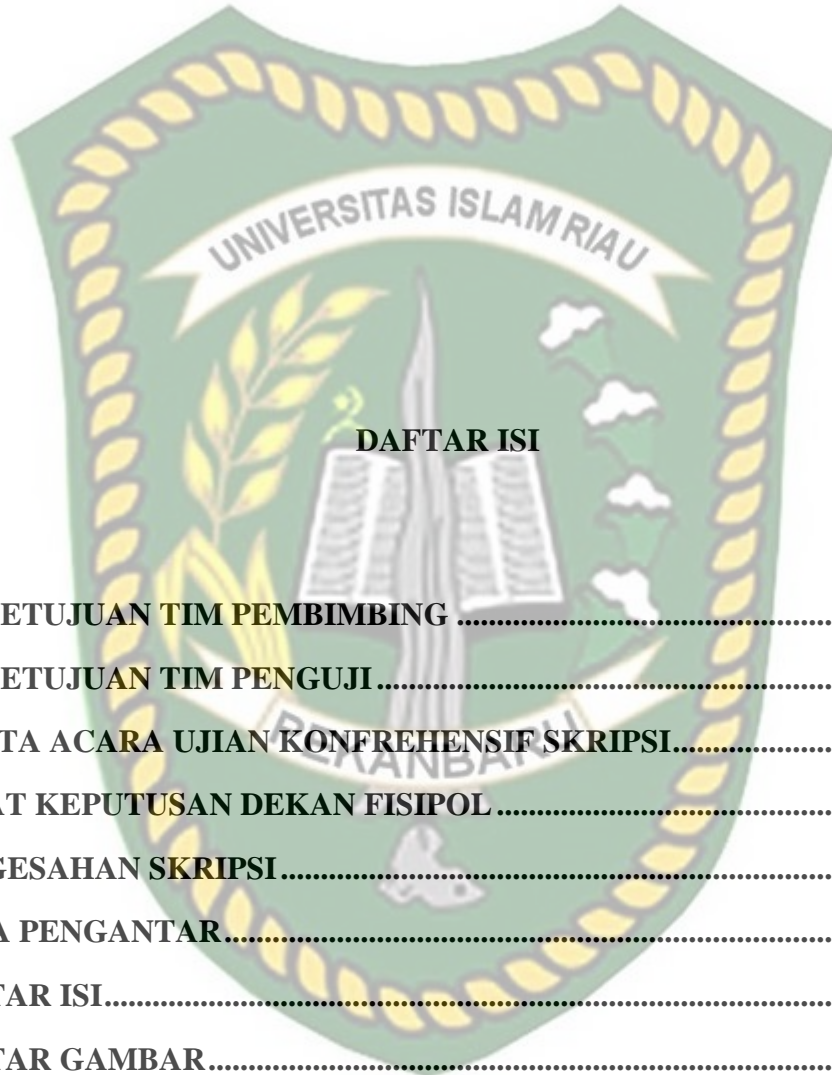 UNIVERSITAS ISLAM RIAU
DAFTAR ISI
ETUJUAN TIM PEMBIMBING ...............................................
ETUJUAN TIM PENGUJI .........................................................
TA ACARA UJIAN KONFREHENSIF SKRIPSI....................
AT KEPUTUSAN DEKAN FISIPOL ..........................................
GESAHAN SKRIPSI .....................................................................
A PENGANTAR............................................................................
TAR ISI...........................................................................................
TAR GAMBAR..............................................................................
PEKANBARU